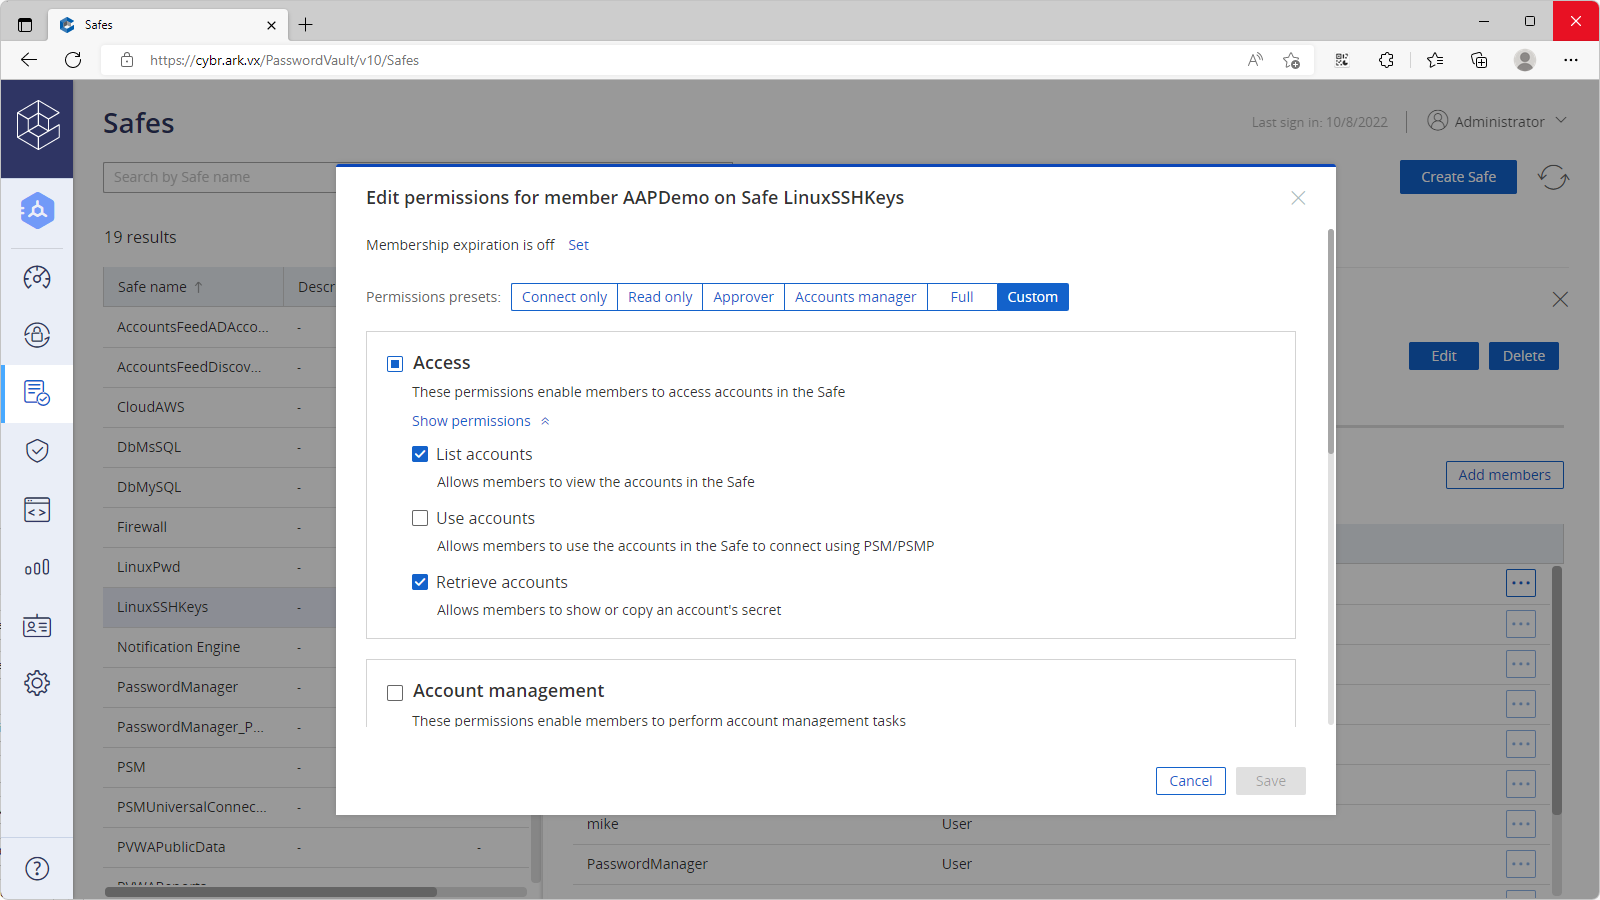 Safes
https://cybr.ark.vx/PasswordVault/v10/Safes
Safes
Last sign in: 10/8/2022
Administrator
Search by Safe name
Create Safe
19 results
Safe name ↑
Descr
AccountsFeedADAcco... -
AccountsFeedDiscov... -
CloudAWS -
DbMsSQL -
DbMySQL -
Firewall -
LinuxPwd -
LinuxSSHKeys -
Notification Engine -
PasswordManager -
PasswordManager_P... -
PSM -
PSMUniversalConnec... -
PVWAPublicData - -
Edit permissions for member AAPDemo on Safe LinuxSSHKeys
Membership expiration is off Set
Permissions presets: Connect only Read only Approver Accounts manager Full Custom
Access
These permissions enable members to access accounts in the Safe
Show permissions
List accounts
Allows members to view the accounts in the Safe
Use accounts
Allows members to use the accounts in the Safe to connect using PSM/PSMP
Retrieve accounts
Allows members to show or copy an account's secret
Account management
These permissions enable members to perform account management tasks
Cancel Save
Edit Delete
Add members
mike User
PasswordManager User